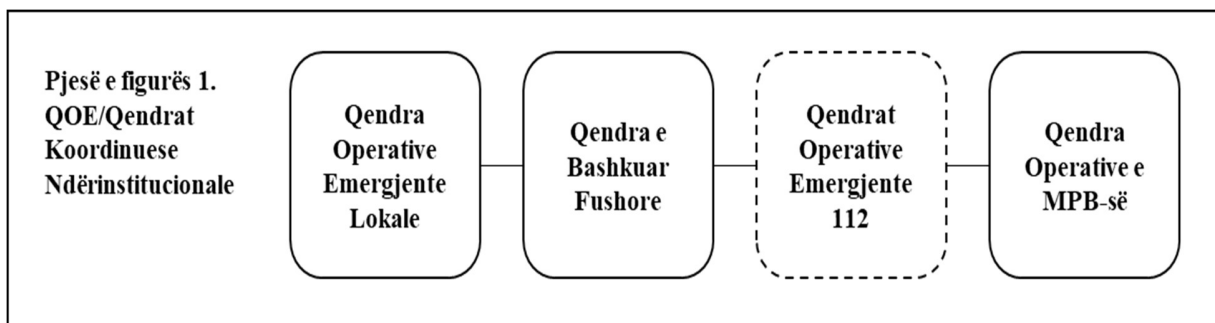 Pjesë e figurës 1.
QOE/Qendrat
Koordinuese
Ndërinstitucionale
Qendra
Operative
Emergjente
Lokale
Qendra e
Bashkuar
Fushore
Qendrat
Operative
Emergjente
112
Qendra
Operative e
MPB-së